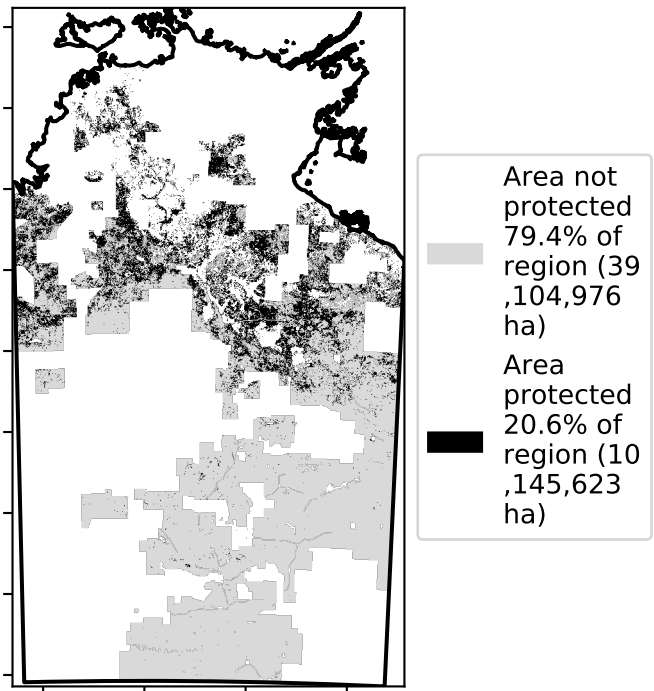 Area not
protected
79.4% of
region (39
,104,976
ha)
Area
protected
20.6% of
region (10
,145,623
ha)